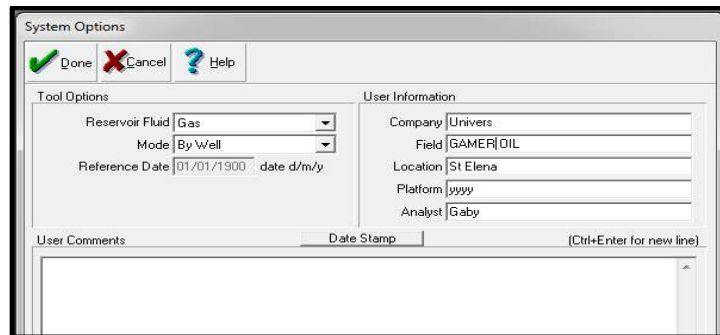 System Options
Done Cancel Help
Tool Options
Reservoir Fluid Gas
Mode By Well
Reference Date 01/01/1900 date d/m/y
User Information
Company Univers
Field GAMER OIL
Location St Elena
Platform yyyy
Analyst Gaby
User Comments Date Stamp (Ctrl+Enter for new line)